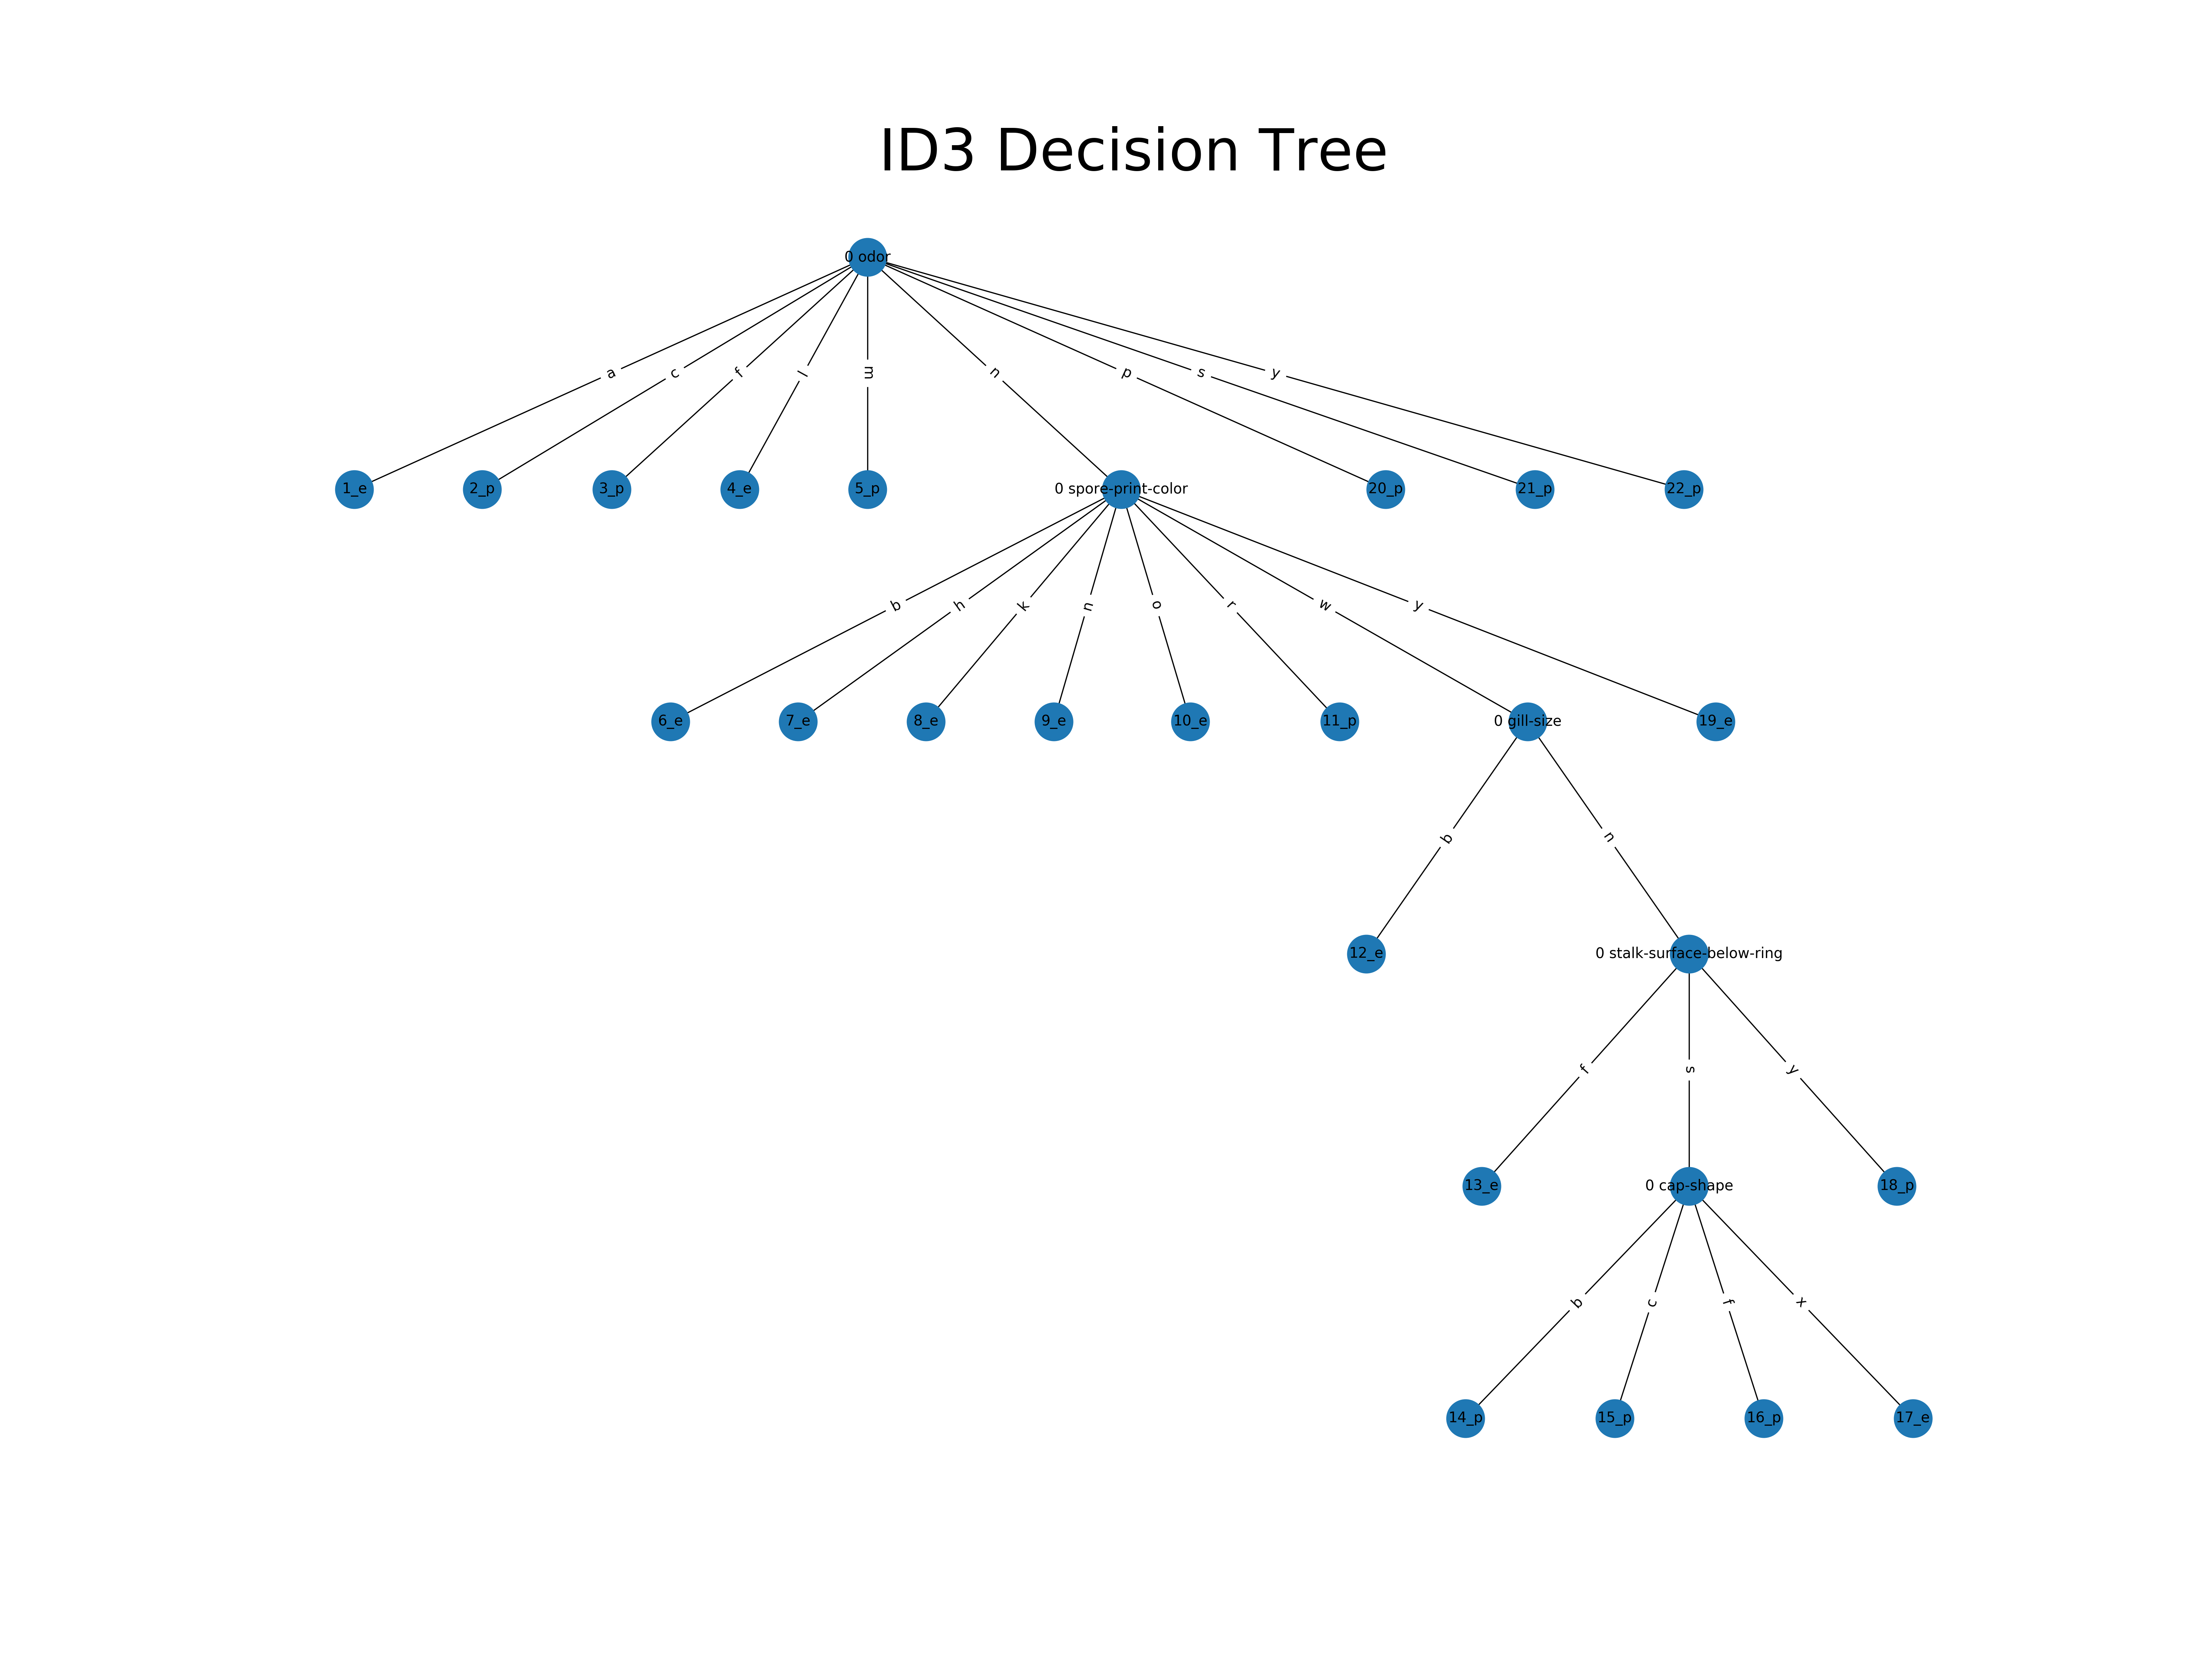 ID3 Decision Tree
0 odor
a c f l m n p s y
1_e 2_p 3_p 4_e 5_p 0 spore-print-color 20_p 21_p 22_p
b h k n o r w y
6_e 7_e 8_e 9_e 10_e 11_p 0 gill-size 19_e
b n
12_e 0 stalk-surface-below-ring
f s y
13_e 0 cap-shape 18_p
b c f x
14_p 15_p 16_p 17_e